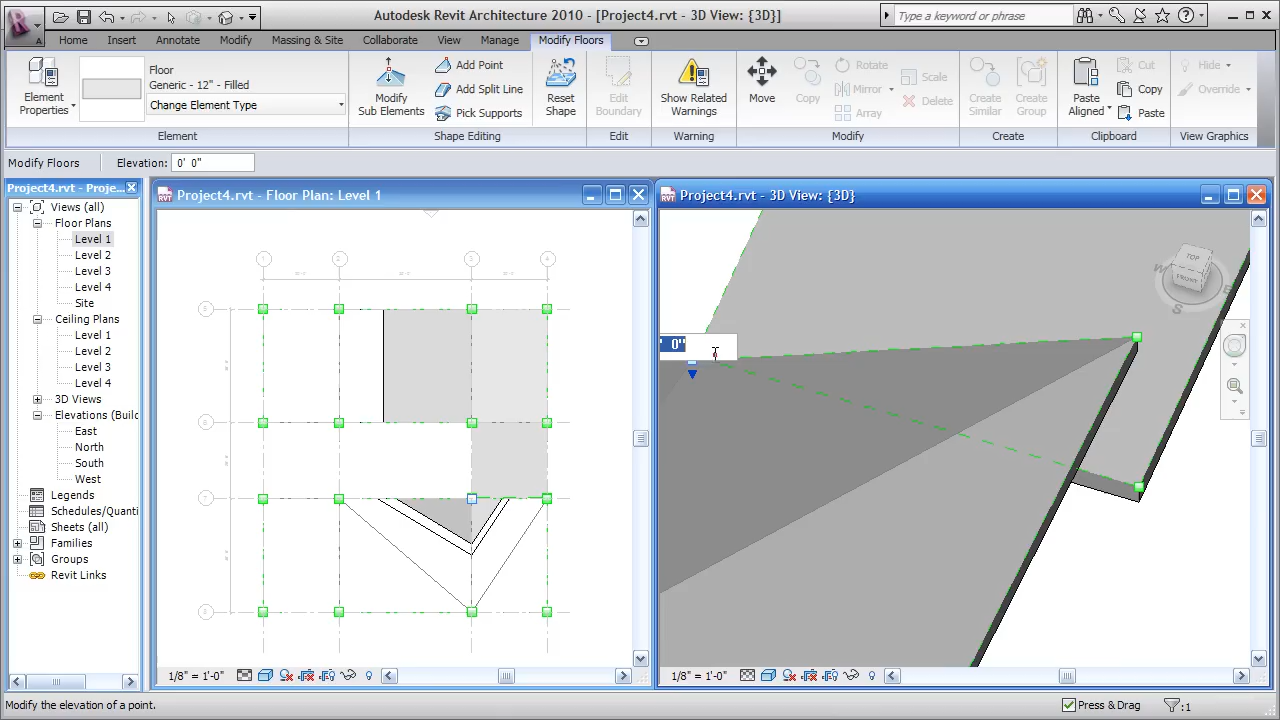 Autodesk Revit Architecture 2010 - [Project4.rvt - 3D View: {3D}]
Type a keyword or phrase
Home Insert Annotate Modify Massing & Site Collaborate View Manage Modify Floors
Element Properties
Floor
Generic - 12" - Filled
Change Element Type
Modify Sub Elements
Add Point
Add Split Line
Pick Supports
Reset Shape
Edit Boundary
Show Related Warnings
Move
Copy
Rotate
Mirror
Array
Scale
Delete
Create Similar
Create Group
Paste Aligned
Cut
Copy
Paste
Hide
Override
Element Shape Editing Edit Warning Modify Create Clipboard View Graphics
Modify Floors Elevation: 0' 0"
Project4.rvt - Proje...
Views (all)
Floor Plans
Level 1
Level 2
Level 3
Level 4
Site
Ceiling Plans
Level 1
Level 2
Level 3
Level 4
3D Views
Elevations (Buil
East
North
South
West
Legends
Schedules/Quanti
Sheets (all)
Families
Groups
Revit Links
Project4.rvt - Floor Plan: Level 1
1 2 3 4
1/8" = 1'-0"
Project4.rvt - 3D View: {3D}
' 0"
TOP
FRONT
W
S
1/8" = 1'-0"
Modify the elevation of a point.
Press & Drag
:1